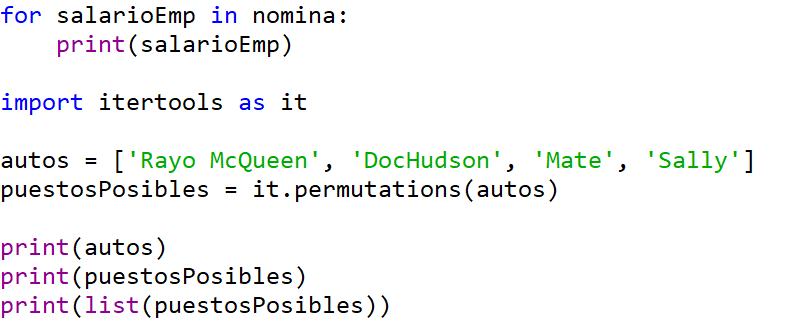 for salarioEmp in nomina:
    print(salarioEmp)
import itertools as it
autos = ['Rayo McQueen', 'DocHudson', 'Mate', 'Sally']
puestosPosibles = it.permutations(autos)
print(autos)
print(puestosPosibles)
print(list(puestosPosibles))